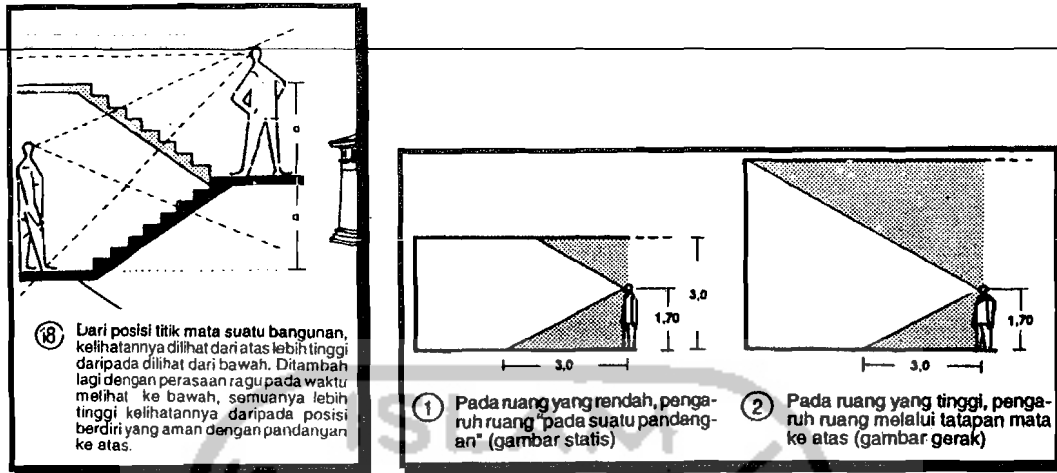 a
a
18 Dari posisi titik mata suatu bangunan,
kelihatannya dilihat dari atas lebih tinggi
daripada dilihat dari bawah. Ditambah
lagi dengan perasaan ragu pada waktu
melihat ke bawah, semuanya lebih
tinggi kelihatannya daripada posisi
berdiri yang aman dengan pandangan
ke atas.
3,0
1,70
3,0
1 Pada ruang yang rendah, penga-
ruh ruang "pada suatu pandang-
an" (gambar statis)
1,70
3,0
2 Pada ruang yang tinggi, penga-
ruh ruang melalui tatapan mata
ke atas (gambar gerak)
ISLAM